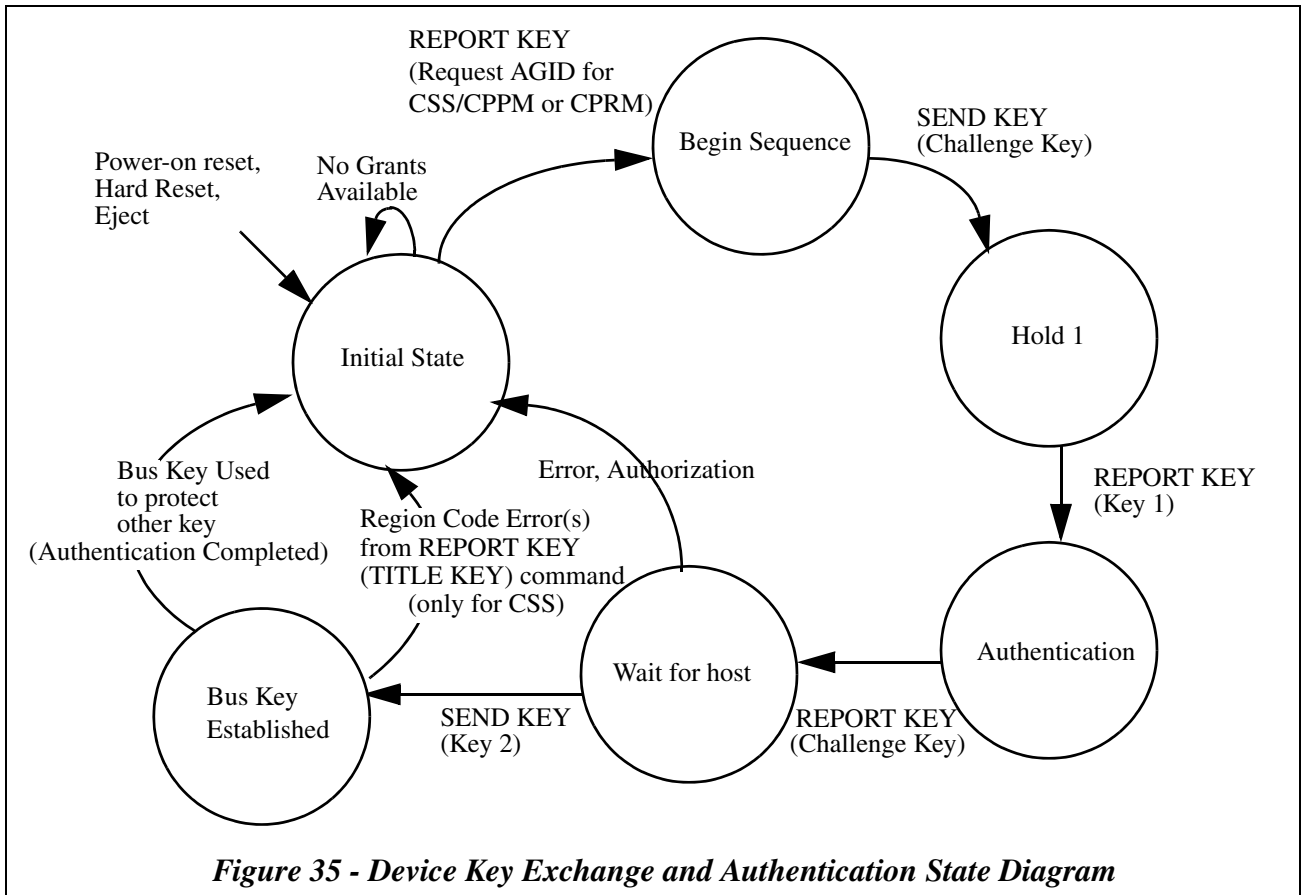 REPORT KEY
(Request AGID for
CSS/CPPM or CPRM)
Begin Sequence
SEND KEY
(Challenge Key)
Power-on reset,
Hard Reset,
Eject
No Grants
Available
Initial State
Hold 1
REPORT KEY
(Key 1)
Error, Authorization
Bus Key Used
to protect
other key
(Authentication Completed)
Region Code Error(s)
from REPORT KEY
(TITLE KEY) command
(only for CSS)
Authentication
Wait for host
REPORT KEY
(Challenge Key)
SEND KEY
(Key 2)
Bus Key
Established
Figure 35 - Device Key Exchange and Authentication State Diagram